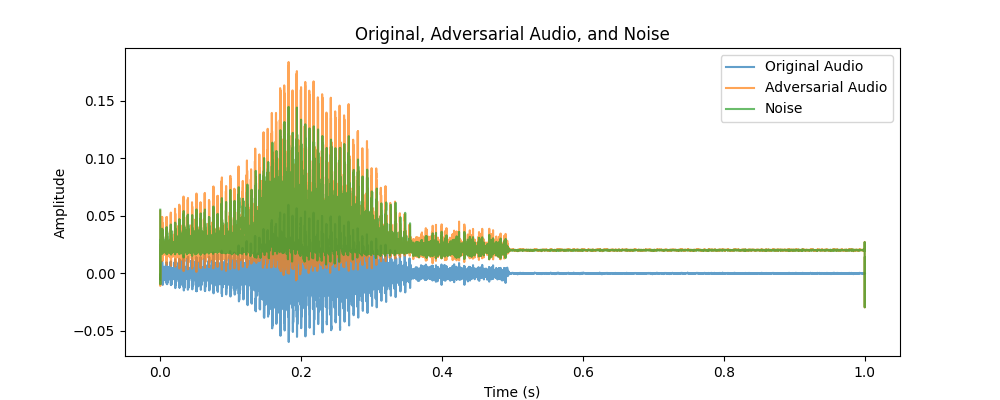 Original, Adversarial Audio, and Noise
Original Audio
Adversarial Audio
Noise
Amplitude
0.15
0.10
0.05
0.00
−0.05
0.0
0.2
0.4
0.6
0.8
1.0
Time (s)